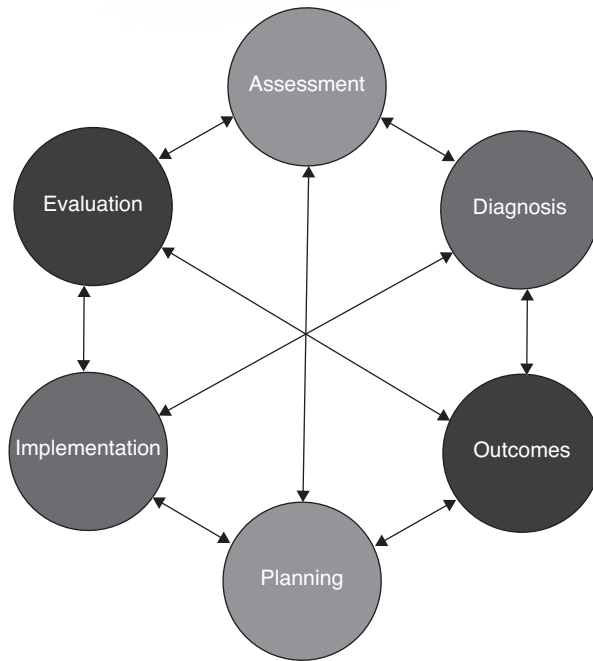 Assessment
Diagnosis
Outcomes
Planning
Implementation
Evaluation